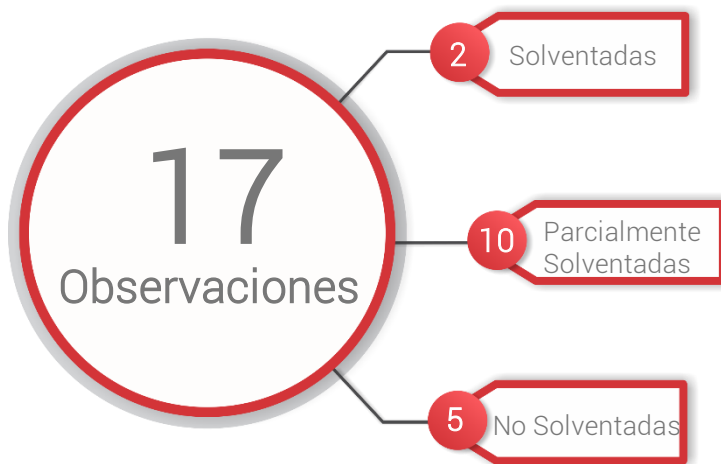 17
Observaciones
2
Solventadas
10
Parcialmente
Solventadas
5
No Solventadas